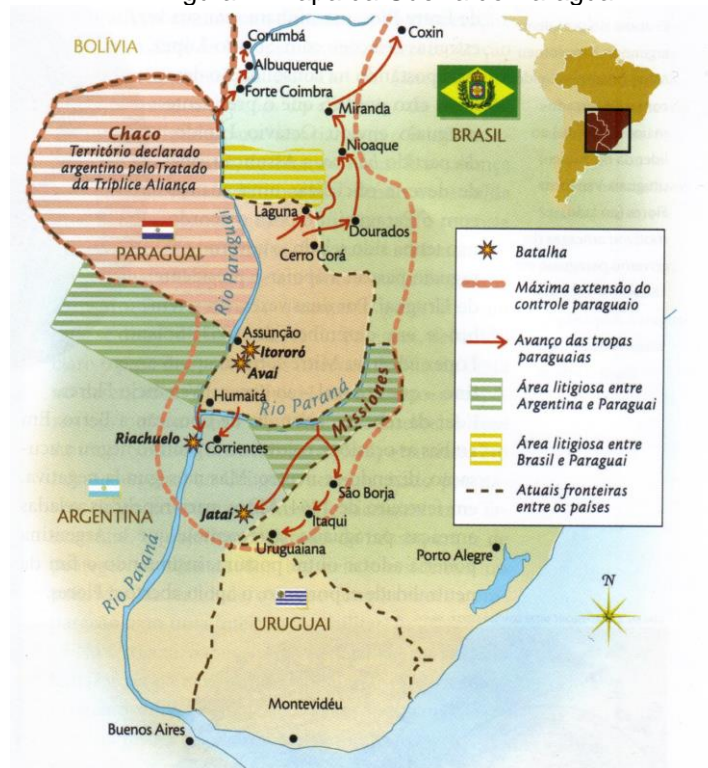 BOLÍVIA
Corumbá
Albuquerque
Forte Coimbra
Coxin
Miranda
BRASIL
Chaco
Território declarado
argentino pelo Tratado
da Tríplice Aliança
Nioaque
Laguna
Dourados
Cerro Corá
PARAGUAI
Rio Paraguai
Assunção
Itororó
Avaí
Humaitá
Rio Paraná
Missiones
Riachuelo
Corrientes
São Borja
Jataí
Itaqui
ARGENTINA
Uruguaiana
Porto Alegre
Rio Paraná
URUGUAI
Montevidéu
Buenos Aires
Batalha
Máxima extensão do
controle paraguaio
Avanço das tropas
paraguaias
Área litigiosa entre
Argentina e Paraguai
Área litigiosa entre
Brasil e Paraguai
Atuais fronteiras
entre os países
N